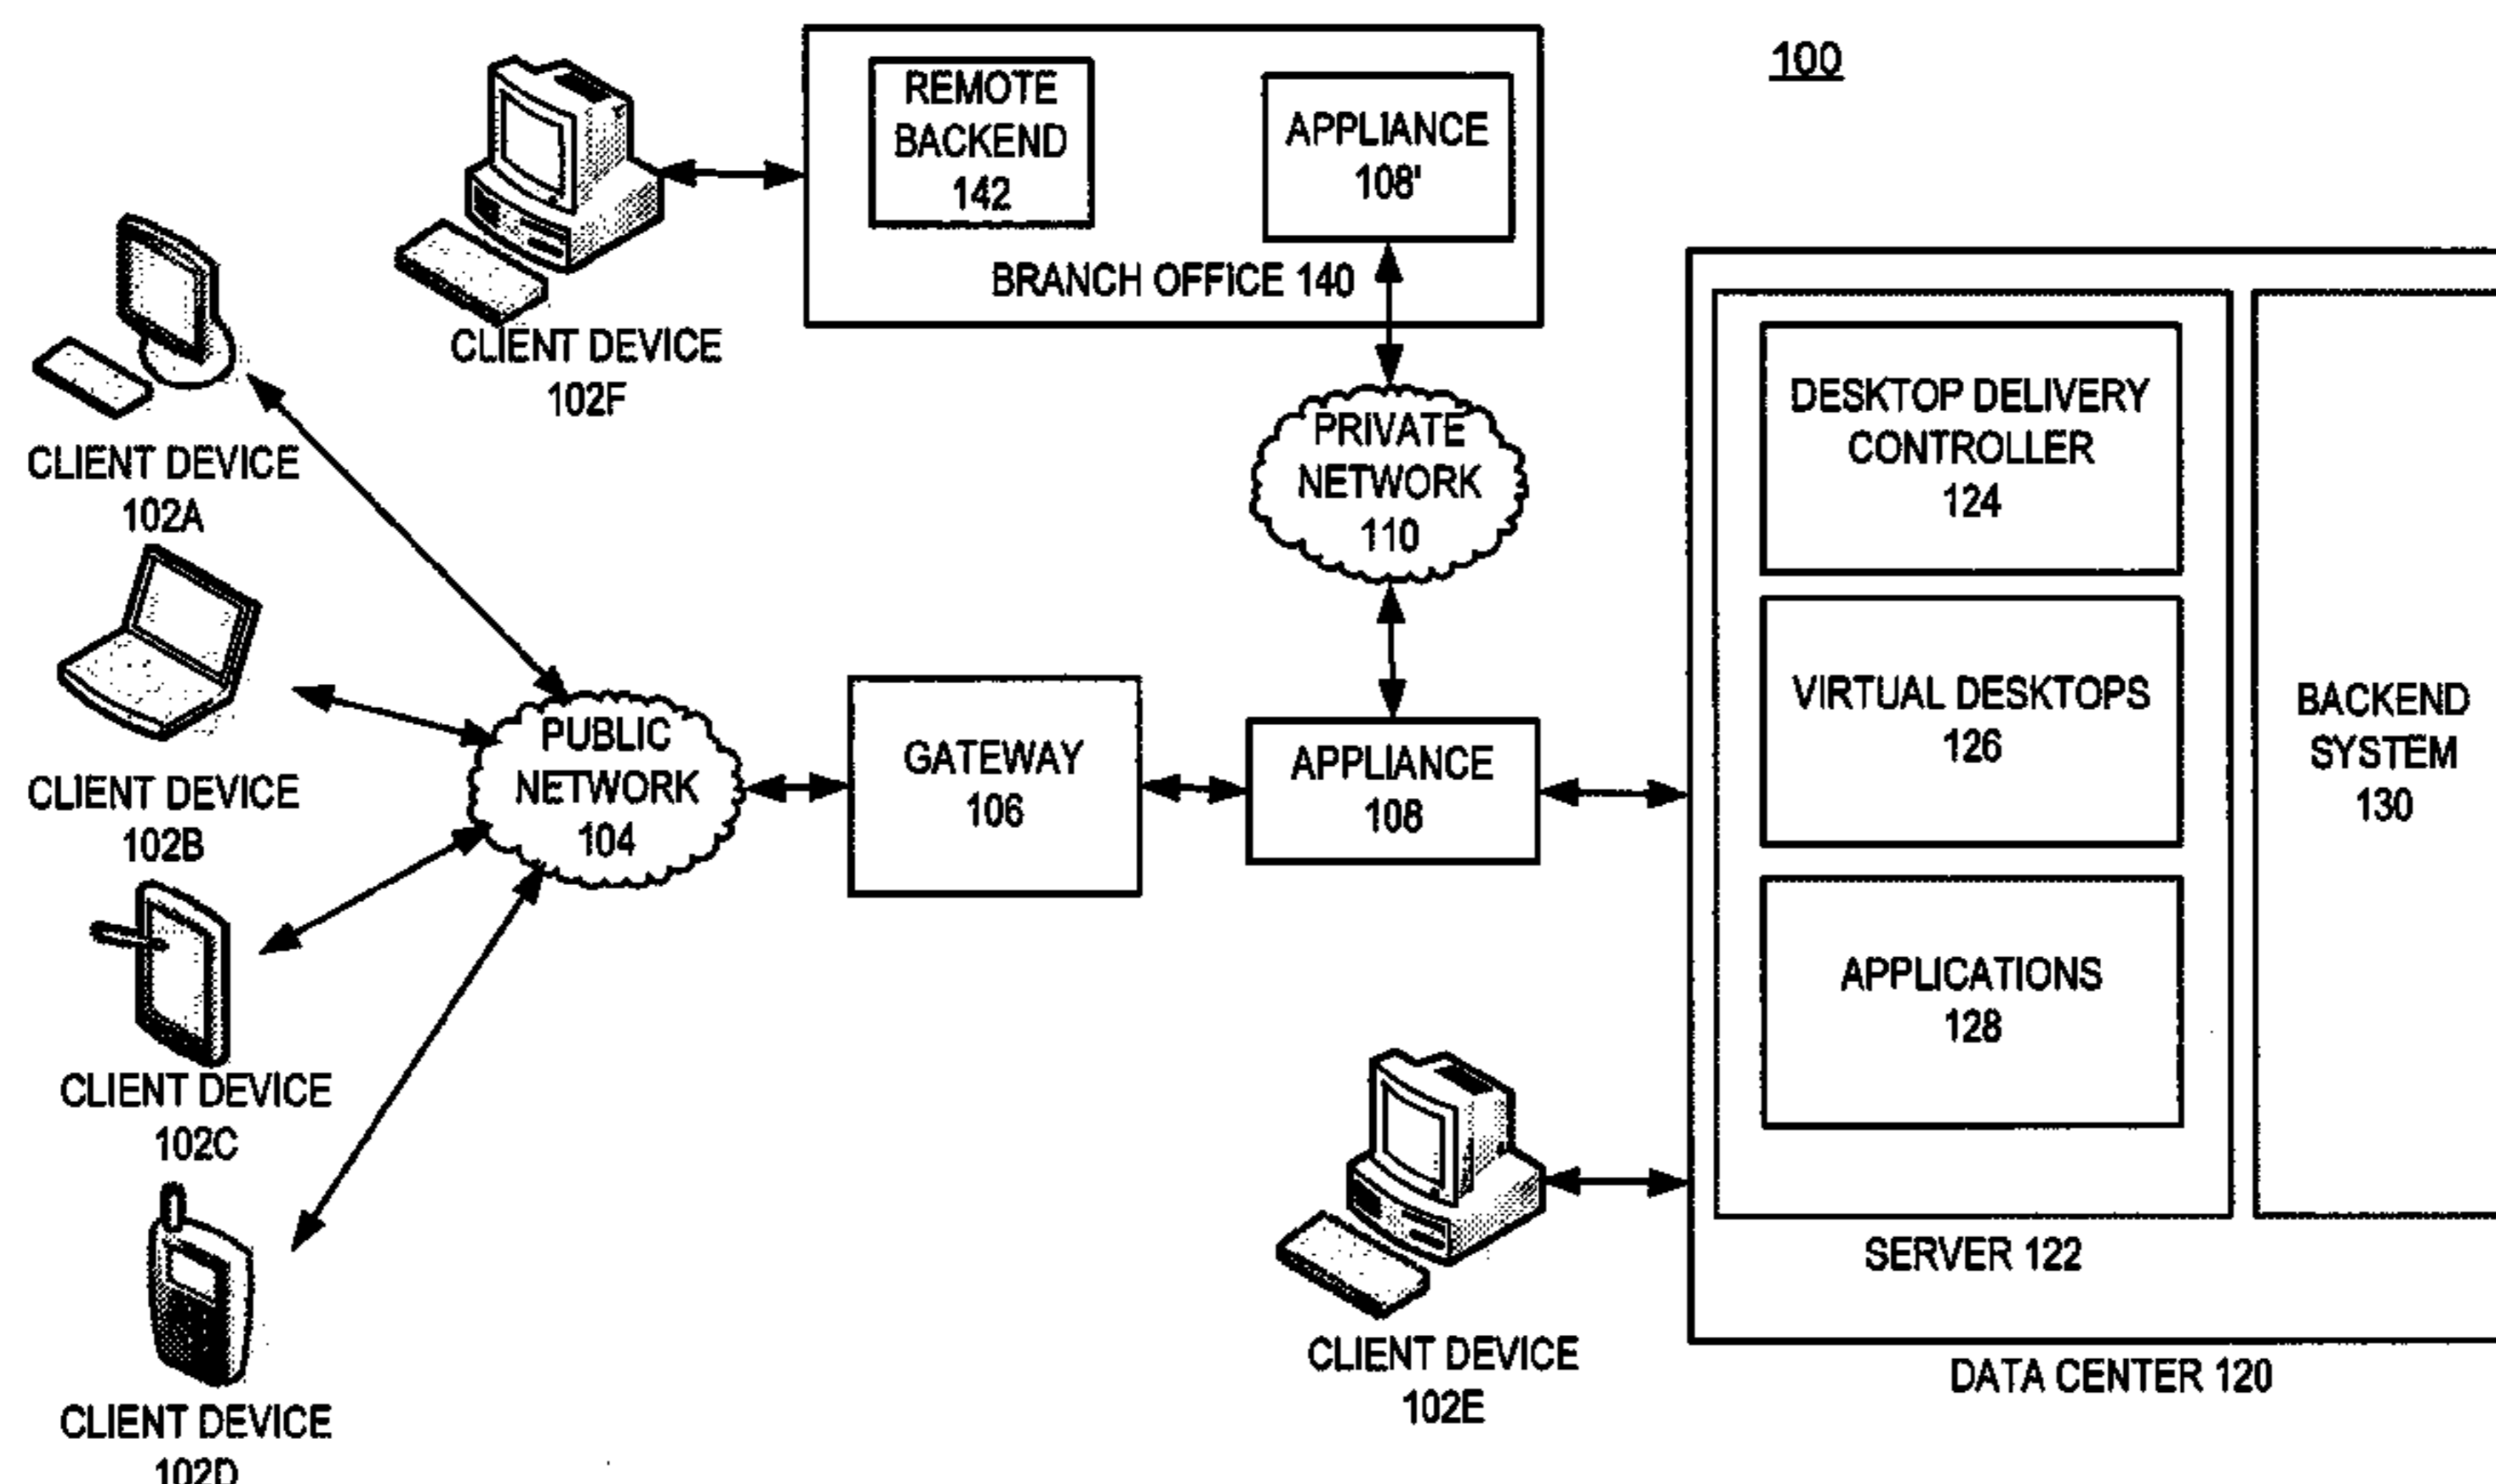 100
REMOTE
BACKEND
142
APPLIANCE
108'
BRANCH OFFICE 140
CLIENT DEVICE
102F
CLIENT DEVICE
102A
PRIVATE
NETWORK
110
DESKTOP DELIVERY
CONTROLLER
124
VIRTUAL DESKTOPS
126
APPLICATIONS
128
BACKEND
SYSTEM
130
CLIENT DEVICE
102B
PUBLIC
NETWORK
104
GATEWAY
106
APPLIANCE
108
CLIENT DEVICE
102C
SERVER 122
DATA CENTER 120
CLIENT DEVICE
102E
CLIENT DEVICE
102D